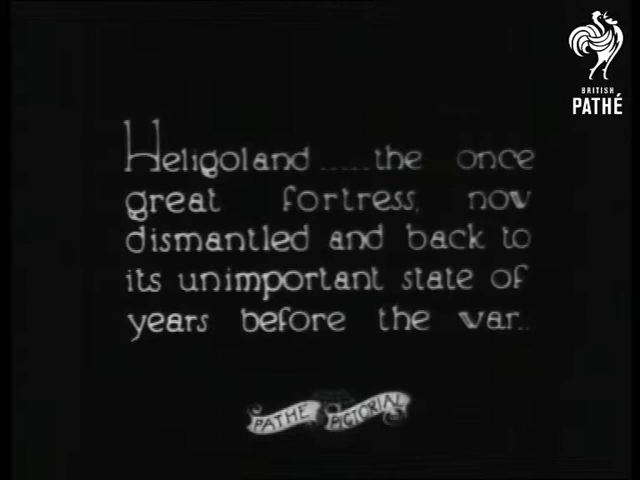 BRITISH
PATHÉ
Heligoland ......the once
great fortress, now
dismantled and back to
its unimportant state of
years before the war..
PATHE PICTORIAL